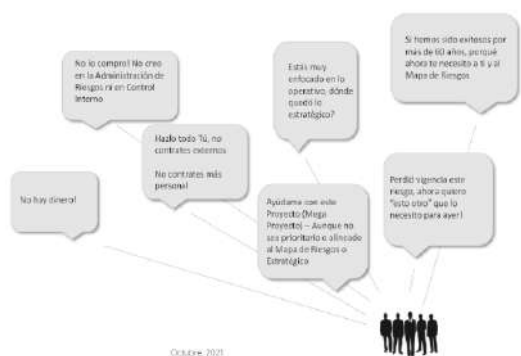 Si hemos sido exitosos por
más de 60 años, porqué
ahora te necesito a ti y al
Mapa de Riesgos
No lo compro! No creo
en la Administración de
Riesgos ni en Control
Interno
Estás muy
enfocado en lo
operativo, dónde
quedó lo
estratégico?
Hazlo todo Tú, no
contrates externos
No contrates más
personal
No hay dinero!
Ayúdame con este
Proyecto (Mega
Proyecto) – Aunque no
sea prioritario o alineado
al Mapa de Riesgos o
Estratégico
Perdió vigencia este
riesgo, ahora quiero
"esto otro" que lo
necesito para ayer!
Octubre, 2021